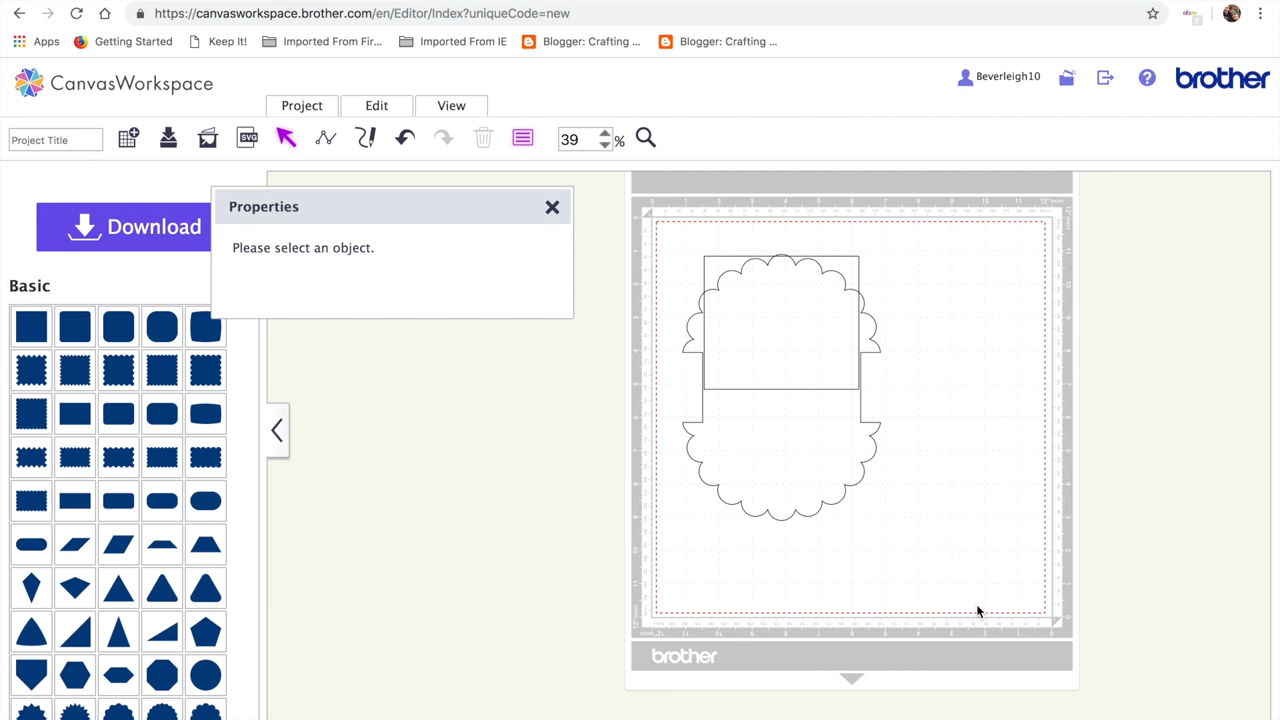 https://canvasworkspace.brother.com/en/Editor/Index?uniqueCode=new
Apps Getting Started Keep It! Imported From Fir... Imported From IE Blogger: Crafting ... Blogger: Crafting ...
CanvasWorkspace
Beverleigh10
brother
Project Edit View
Project Title
SVG
39 %
Download
Properties
Please select an object.
Basic
brother